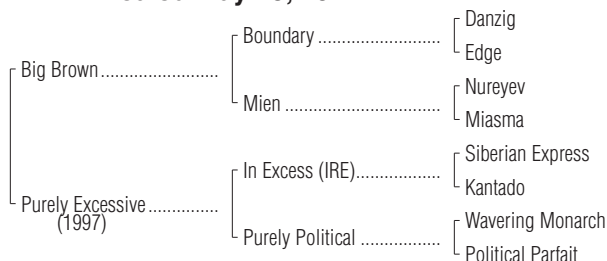 Danzig
Boundary ................................
Edge
Big Brown ..............................
Nureyev
Mien ..........................................
Miasma
Siberian Express
In Excess (IRE)......................
Kantado
Purely Excessive ..................
(1997)
Wavering Monarch
Purely Political .....................
Political Parfait